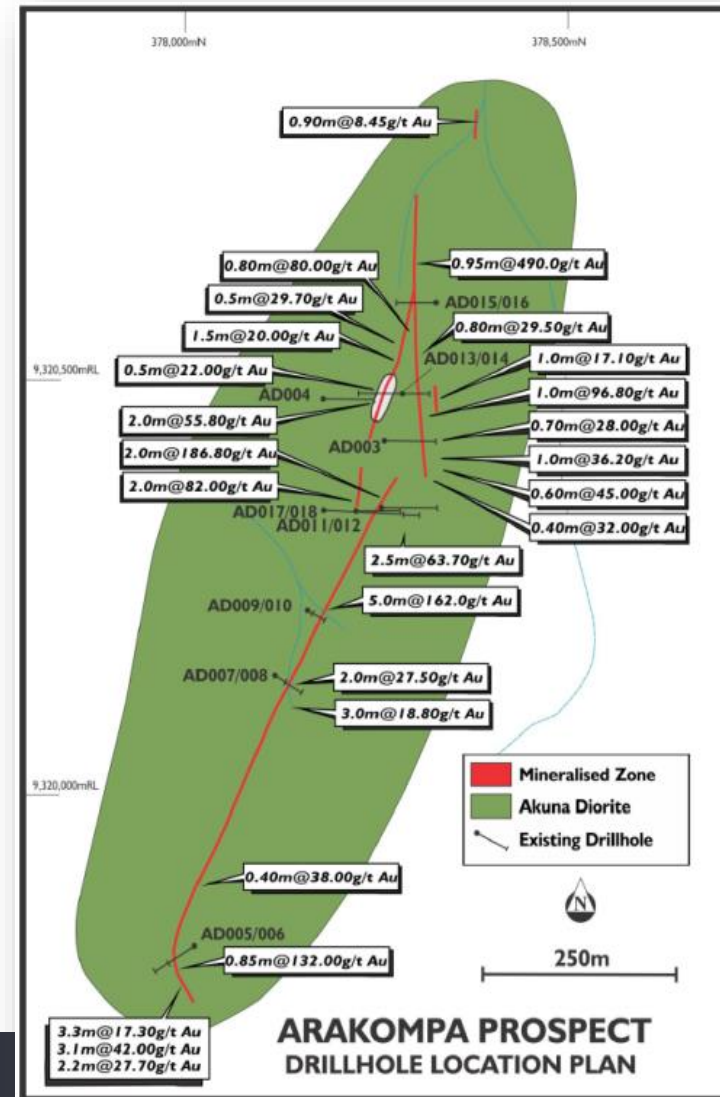 378,000mN
378,500mN
0.90m@8.45g/t Au
0.80m@80.00g/t Au
0.95m@490.0g/t Au
0.5m@29.70g/t Au
AD015/016
1.5m@20.00g/t Au
0.80m@29.50g/t Au
AD013/014
9,320,500mRL
0.5m@22.00g/t Au
1.0m@17.10g/t Au
AD004
1.0m@96.80g/t Au
2.0m@55.80g/t Au
0.70m@28.00g/t Au
AD003
2.0m@186.80g/t Au
1.0m@36.20g/t Au
2.0m@82.00g/t Au
0.60m@45.00g/t Au
AD017/018
0.40m@32.00g/t Au
AD011/012
2.5m@63.70g/t Au
AD009/010
5.0m@162.0g/t Au
AD007/008
2.0m@27.50g/t Au
3.0m@18.80g/t Au
9,320,000mRL
Mineralised Zone
Akuna Diorite
Existing Drillhole
0.40m@38.00g/t Au
N
AD005/006
0.85m@132.00g/t Au
250m
3.3m@17.30g/t Au
3.1m@42.00g/t Au
2.2m@27.70g/t Au
ARAKOMPA PROSPECT
DRILLHOLE LOCATION PLAN